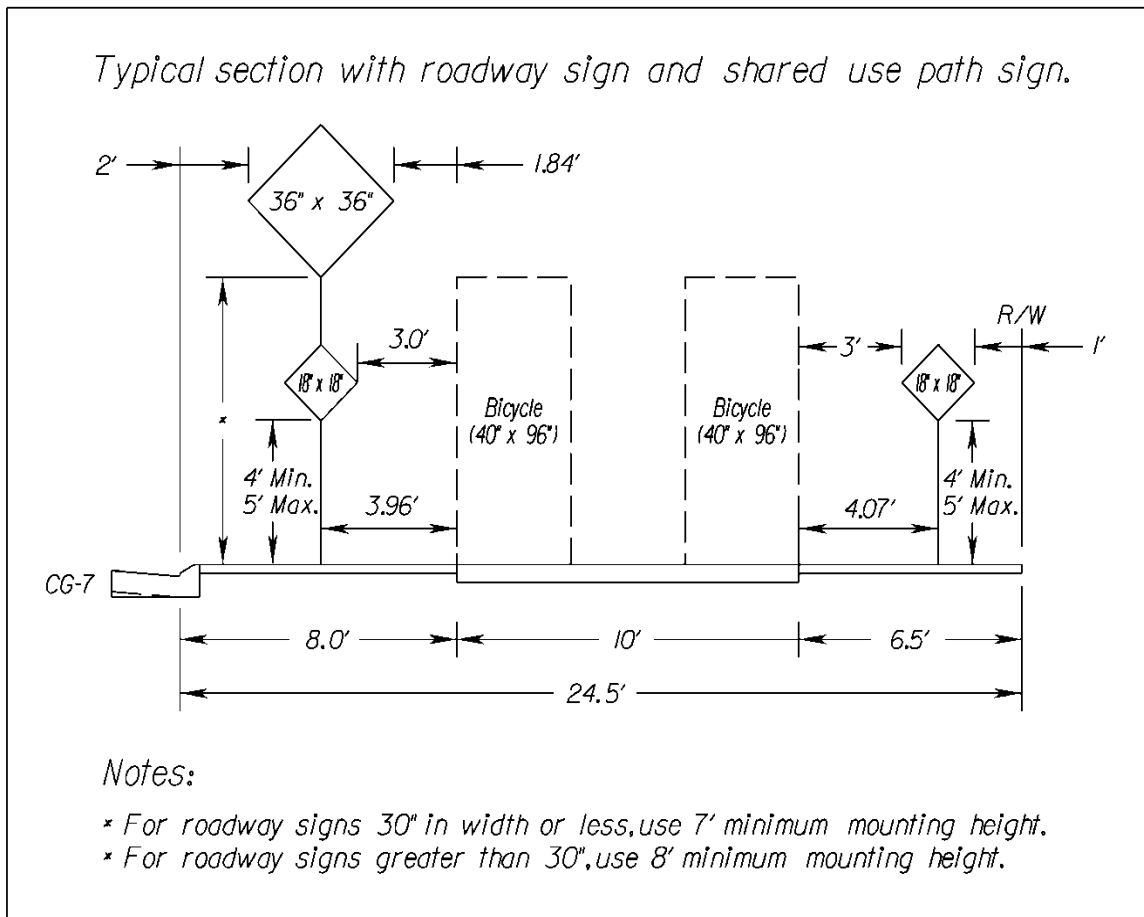 Typical section with roadway sign and shared use path sign.
2'
1.84'
36" x 36"
R/W
3.0'
3'
1'
18" x 18"
18" x 18"
Bicycle
(40" x 96")
Bicycle
(40" x 96")
*
4' Min.
5' Max.
4' Min.
5' Max.
3.96'
4.07'
CG-7
8.0'
10'
6.5'
24.5'
Notes:
* For roadway signs 30" in width or less, use 7' minimum mounting height.
* For roadway signs greater than 30", use 8' minimum mounting height.